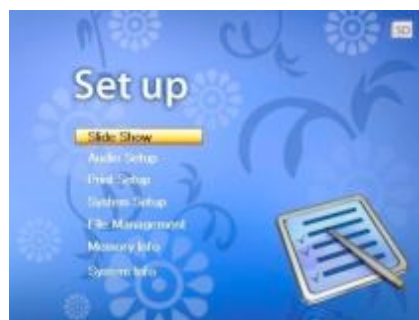 SD
Set up
Slide Show
Audio Setup
Print Setup
System Setup
File Management
Memory Info
System Info